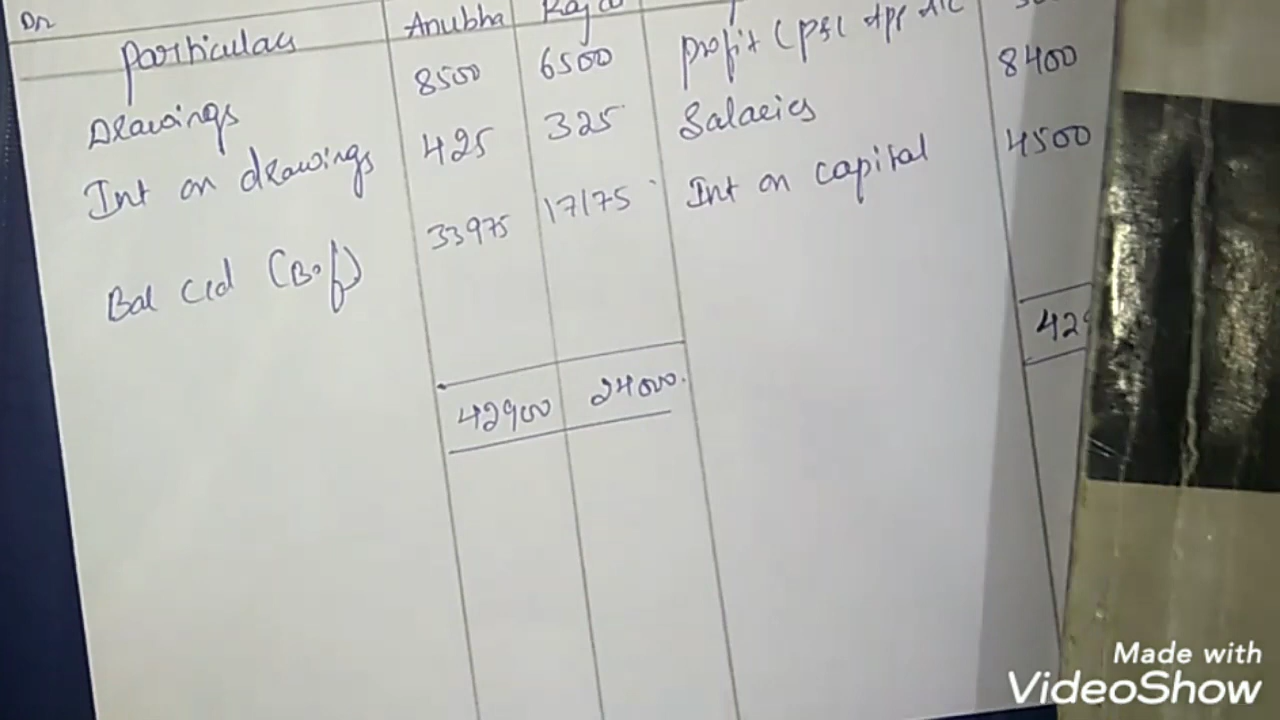 Dr
Particulars Anubha
Drawings 8500 6500 Profit (P&L App A/C
Int on drawings 425 325 Salaries 8400
Bal c/d (B.f) 33975 17175 Int on capital 4500
42900 24000.
Made with
VideoShow